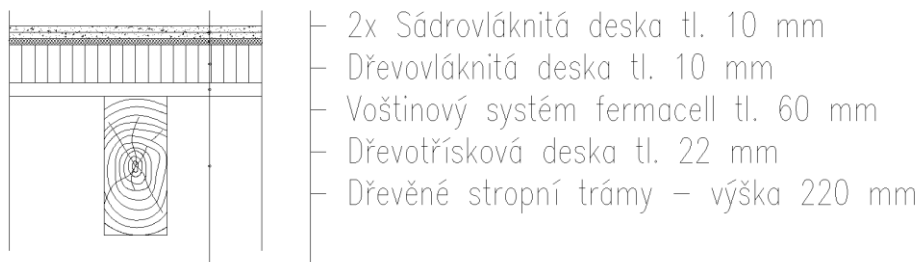 2x Sádrovláknitá deska tl. 10 mm
Dřevovláknitá deska tl. 10 mm
Voštinový systém fermacell tl. 60 mm
Dřevotřísková deska tl. 22 mm
Dřevěné stropní trámy – výška 220 mm